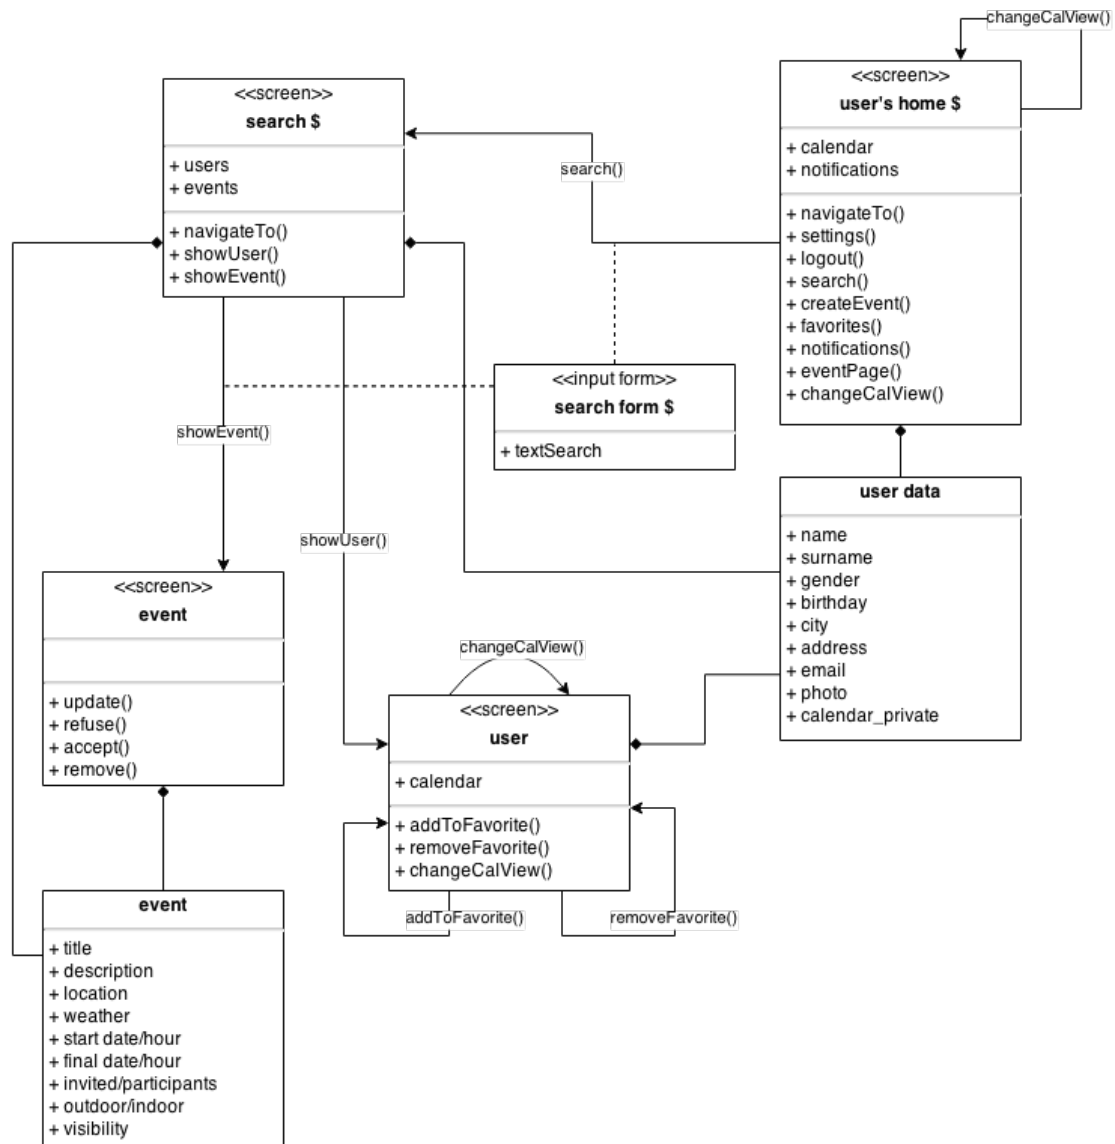 changeCalView()
<<screen>>
search $
+ users
+ events
+ navigateTo()
+ showUser()
+ showEvent()
search()
<<screen>>
user's home $
+ calendar
+ notifications
+ navigateTo()
+ settings()
+ logout()
+ search()
+ createEvent()
+ favorites()
+ notifications()
+ eventPage()
+ changeCalView()
<<input form>>
search form $
+ textSearch
showEvent()
showUser()
user data
+ name
+ surname
+ gender
+ birthday
+ city
+ address
+ email
+ photo
+ calendar_private
<<screen>>
event
+ update()
+ refuse()
+ accept()
+ remove()
changeCalView()
<<screen>>
user
+ calendar
+ addToFavorite()
+ removeFavorite()
+ changeCalView()
addToFavorite()
removeFavorite()
event
+ title
+ description
+ location
+ weather
+ start date/hour
+ final date/hour
+ invited/participants
+ outdoor/indoor
+ visibility